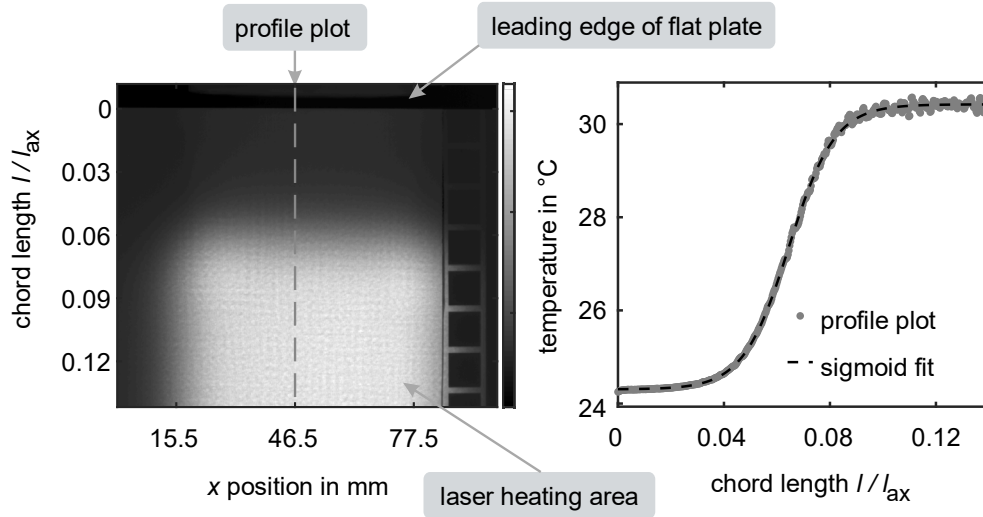 profile plot
leading edge of flat plate
chord length l / lax
0
0.03
0.06
0.09
0.12
15.5
46.5
77.5
x position in mm
laser heating area
temperature in °C
30
28
26
24
0
0.04
0.08
0.12
chord length l / lax
profile plot
sigmoid fit